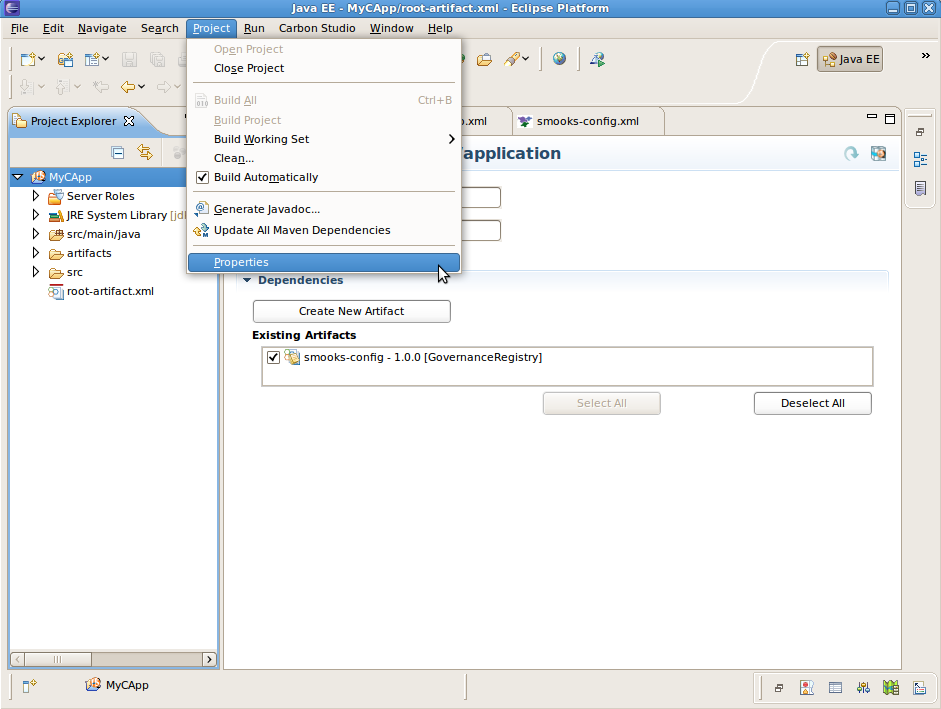 Java EE - MyCApp/root-artifact.xml - Eclipse Platform
File Edit Navigate Search Project Run Carbon Studio Window Help
Open Project
Close Project
Java EE
Build All Ctrl+B
Build Project
Build Working Set
Clean...
Build Automatically
Generate Javadoc...
Update All Maven Dependencies
Properties
Project Explorer
.xml
smooks-config.xml
application
MyCApp
Server Roles
JRE System Library
src/main/java
artifacts
src
root-artifact.xml
Dependencies
Create New Artifact
Existing Artifacts
smooks-config - 1.0.0 [GovernanceRegistry]
Select All
Deselect All
MyCApp